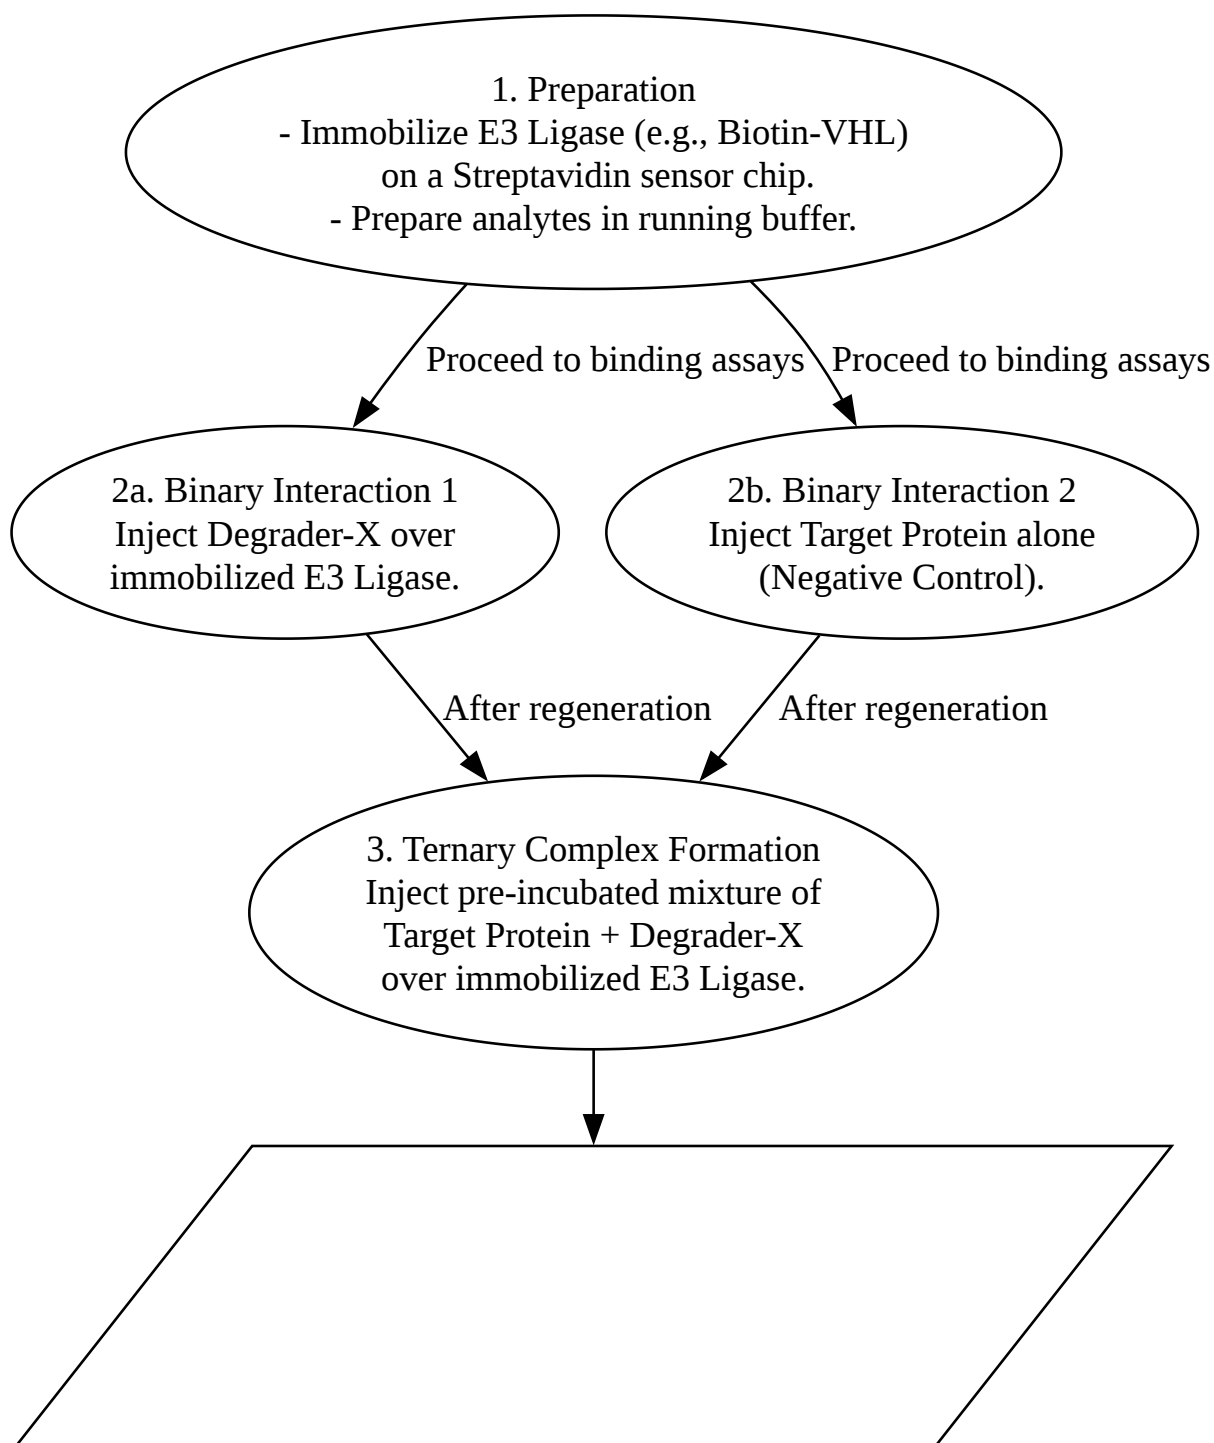 1. Preparation
- Immobilize E3 Ligase (e.g., Biotin-VHL)
on a Streptavidin sensor chip.
- Prepare analytes in running buffer.
Proceed to binding assays
Proceed to binding assays
2a. Binary Interaction 1
Inject Degrader-X over
immobilized E3 Ligase.
2b. Binary Interaction 2
Inject Target Protein alone
(Negative Control).
After regeneration
After regeneration
3. Ternary Complex Formation
Inject pre-incubated mixture of
Target Protein + Degrader-X
over immobilized E3 Ligase.